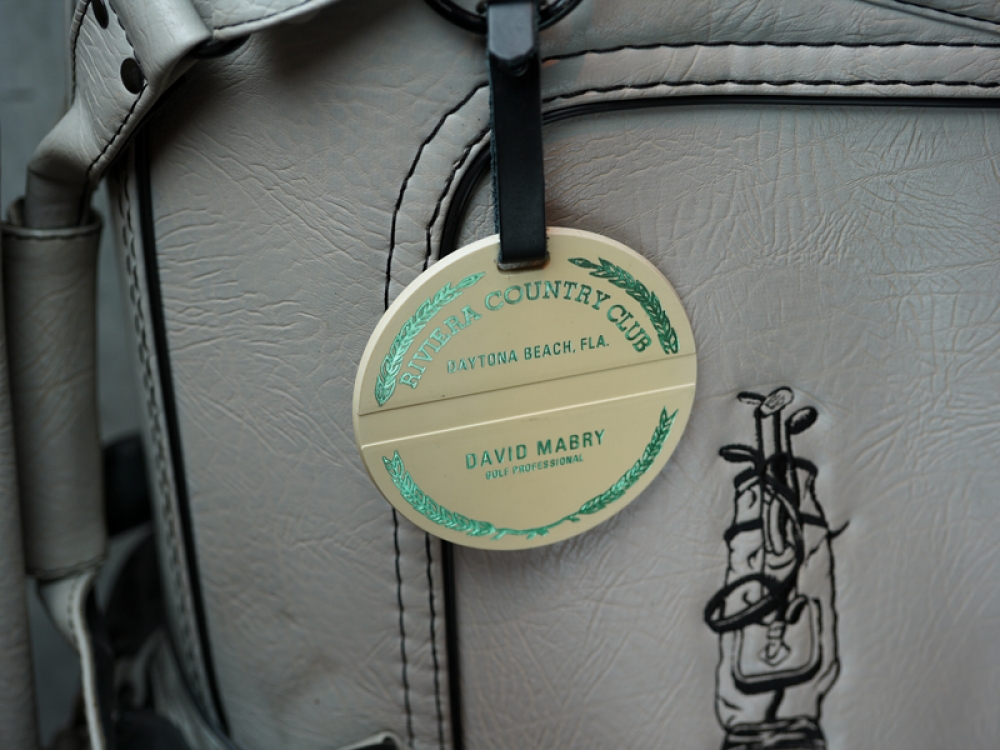 RIVIERA COUNTRY CLUB
DAYTONA BEACH, FLA.
DAVID MABRY
GOLF PROFESSIONAL